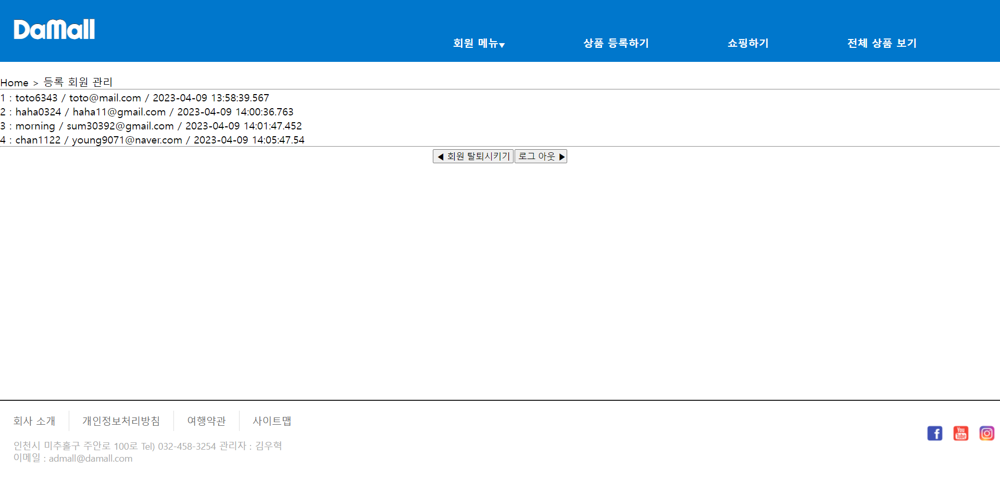 DaMall
회원 메뉴▼ 상품 등록하기 쇼핑하기 전체 상품 보기
Home > 등록 회원 관리
1 : toto6343 / toto@mail.com / 2023-04-09 13:58:39.567
2 : haha0324 / haha11@gmail.com / 2023-04-09 14:00:36.763
3 : morning / sum30392@gmail.com / 2023-04-09 14:01:47.452
4 : chan1122 / young9071@naver.com / 2023-04-09 14:05:47.54
◀ 회원 탈퇴시키기 로그 아웃 ▶
회사 소개 개인정보처리방침 여행약관 사이트맵
You Tube
인천시 미추홀구 주안로 100로 Tel) 032-458-3254 관리자 : 김우혁
이메일 : admall@damall.com